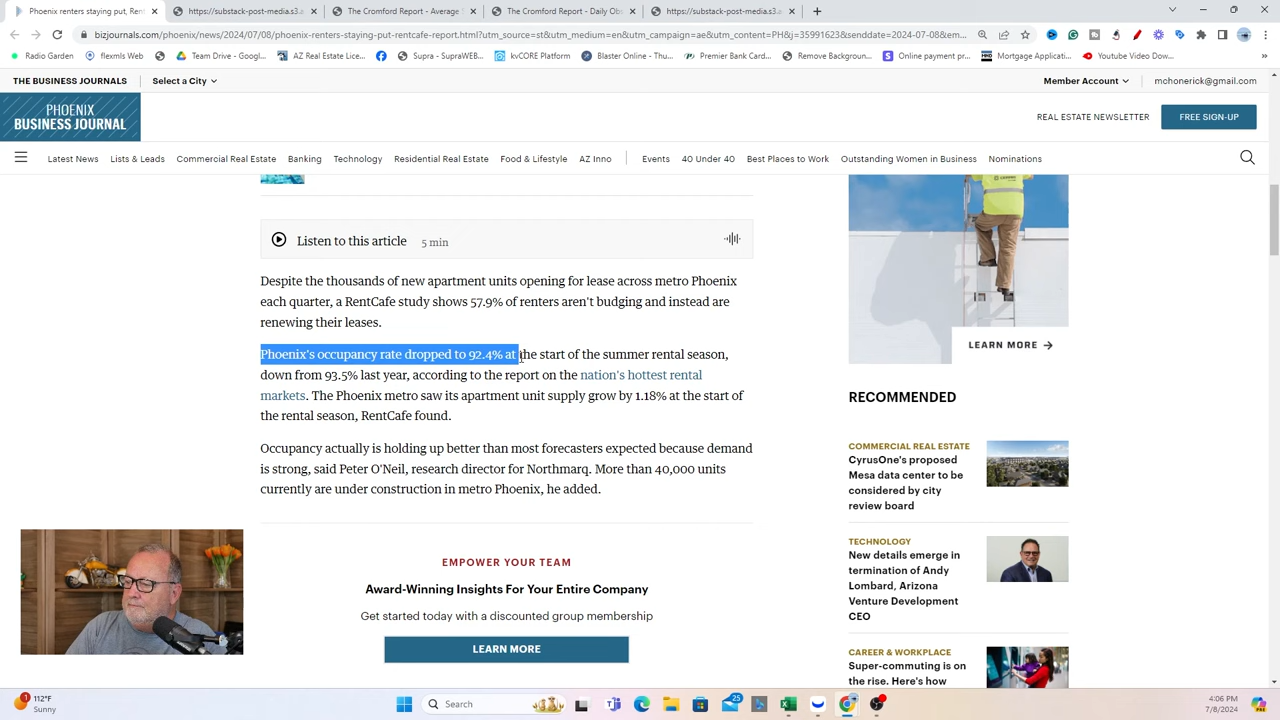 Phoenix renters staying put, Rent
https://substack-post-media.s3.a
The Cromford Report - Average
The Cromford Report - Daily Obs
https://substack-post-media.s3.a
bizjournals.com/phoenix/news/2024/07/08/phoenix-renters-staying-put-rentcafe-report.html?utm_source=st&utm_medium=en&utm_campaign=ae&utm_content=PH&j=35991623&senddate=2024-07-08&em...
Radio Garden
flexmls Web
Team Drive - Googl...
AZ Real Estate Lice...
Supra - SupraWEB...
kvCORE Platform
Blaster Online - Thu...
Premier Bank Card...
Remove Backgroun...
Online payment pr...
HND
Mortgage Applicati...
Youtube Video Dow...
THE BUSINESS JOURNALS
Select a City
Member Account
mchonerick@gmail.com
PHOENIX
BUSINESS JOURNAL
REAL ESTATE NEWSLETTER
FREE SIGN-UP
Latest News
Lists & Leads
Commercial Real Estate
Banking
Technology
Residential Real Estate
Food & Lifestyle
AZ Inno
Events
40 Under 40
Best Places to Work
Outstanding Women in Business
Nominations
Listen to this article 5 min
Despite the thousands of new apartment units opening for lease across metro Phoenix
each quarter, a RentCafe study shows 57.9% of renters aren't budging and instead are
renewing their leases.
Phoenix's occupancy rate dropped to 92.4% at the start of the summer rental season,
down from 93.5% last year, according to the report on the nation's hottest rental
markets. The Phoenix metro saw its apartment unit supply grow by 1.18% at the start of
the rental season, RentCafe found.
Occupancy actually is holding up better than most forecasters expected because demand
is strong, said Peter O'Neil, research director for Northmarq. More than 40,000 units
currently are under construction in metro Phoenix, he added.
EMPOWER YOUR TEAM
Award-Winning Insights For Your Entire Company
Get started today with a discounted group membership
LEARN MORE
LEARN MORE →
RECOMMENDED
COMMERCIAL REAL ESTATE
CyrusOne's proposed
Mesa data center to be
considered by city
review board
TECHNOLOGY
New details emerge in
termination of Andy
Lombard, Arizona
Venture Development
CEO
CAREER & WORKPLACE
Super-commuting is on
the rise. Here's how
1
112°F
Sunny
Search
25
4:06 PM
7/8/2024